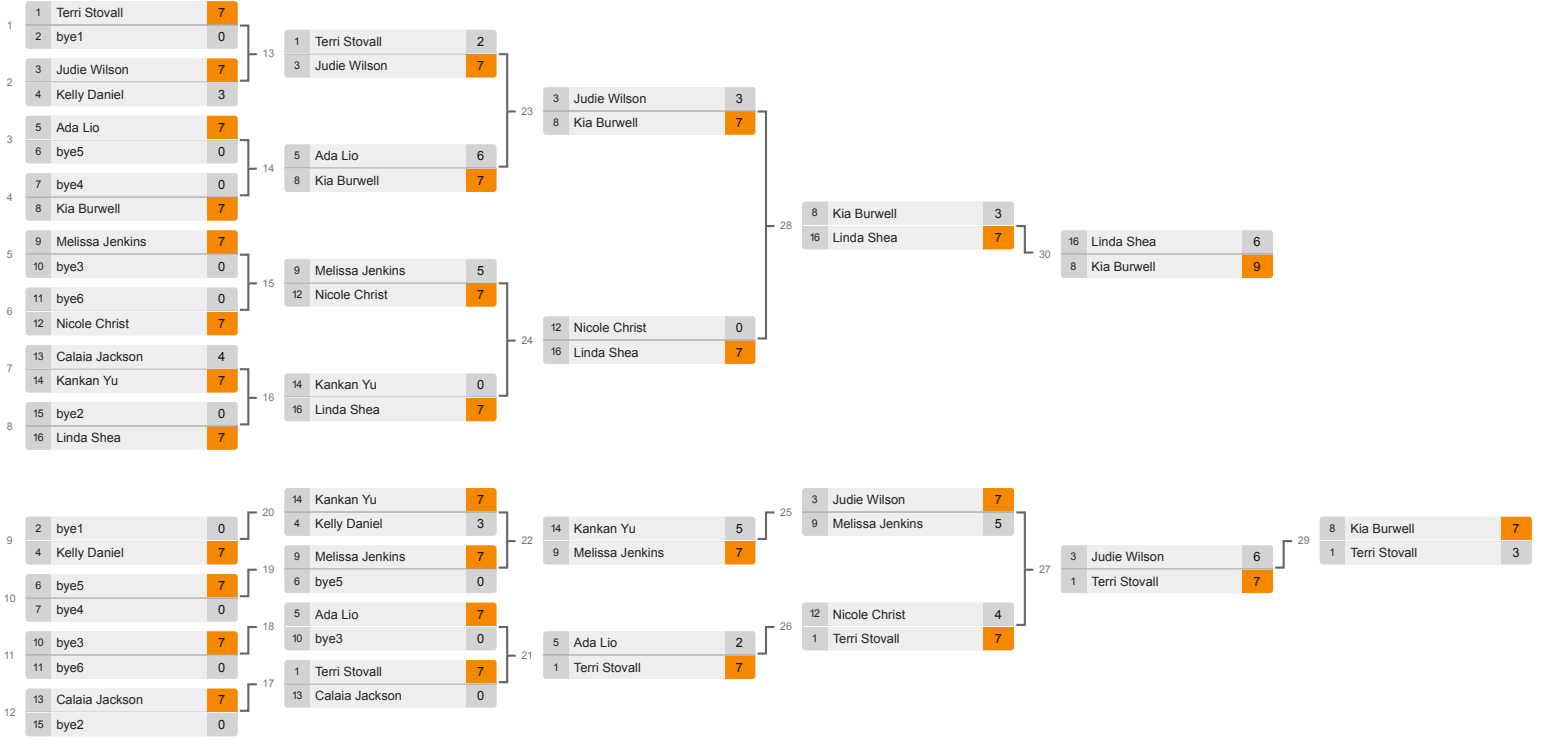 1 Terri Stovall 7
1
2 bye1 0
3 Judie Wilson 7
2
4 Kelly Daniel 3
5 Ada Lio 7
3
6 bye5 0
7 bye4 0
4
8 Kia Burwell 7
9 Melissa Jenkins 7
5
10 bye3 0
11 bye6 0
6
12 Nicole Christ 7
13 Calaia Jackson 4
7
14 Kankan Yu 7
15 bye2 0
8
16 Linda Shea 7
1 Terri Stovall 2
13
3 Judie Wilson 7
5 Ada Lio 6
14
8 Kia Burwell 7
9 Melissa Jenkins 5
15
12 Nicole Christ 7
14 Kankan Yu 0
16
16 Linda Shea 7
3 Judie Wilson 3
23
8 Kia Burwell 7
12 Nicole Christ 0
24
16 Linda Shea 7
8 Kia Burwell 3
28
16 Linda Shea 7
16 Linda Shea 6
30
8 Kia Burwell 9
2 bye1 0
9
4 Kelly Daniel 7
6 bye5 7
10
7 bye4 0
10 bye3 7
11
11 bye6 0
13 Calaia Jackson 7
12
15 bye2 0
14 Kankan Yu 7
20
4 Kelly Daniel 3
9 Melissa Jenkins 7
19
6 bye5 0
5 Ada Lio 7
18
10 bye3 0
1 Terri Stovall 7
17
13 Calaia Jackson 0
14 Kankan Yu 5
22
9 Melissa Jenkins 7
5 Ada Lio 2
21
1 Terri Stovall 7
3 Judie Wilson 7
25
9 Melissa Jenkins 5
12 Nicole Christ 4
26
1 Terri Stovall 7
3 Judie Wilson 6
27
1 Terri Stovall 7
8 Kia Burwell 7
29
1 Terri Stovall 3